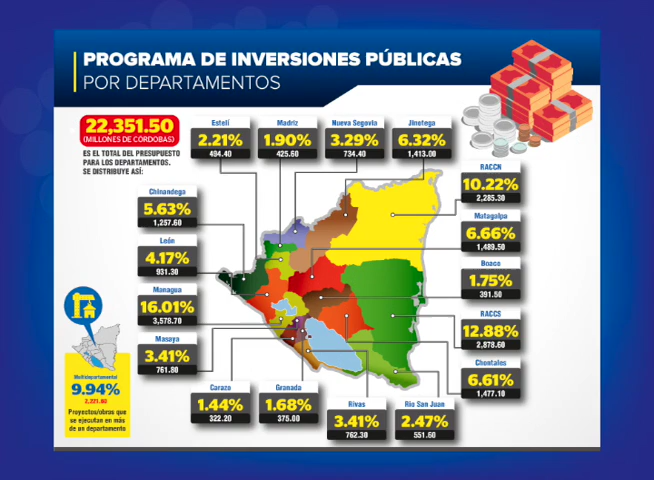 PROGRAMA DE INVERSIONES PÚBLICAS
POR DEPARTAMENTOS
22,351.50
(MILLONES DE CORDOBAS)
ES EL TOTAL DEL PRESUPUESTO
PARA LOS DEPARTAMENTOS.
SE DISTRIBUYE ASÍ:
Estelí
2.21%
494.40
Madriz
1.90%
425.60
Nueva Segovia
3.29%
734.40
Jinotega
6.32%
1,413.00
RACCN
10.22%
2,285.30
Matagalpa
6.66%
1,489.50
Boaco
1.75%
391.50
RACCS
12.88%
2,878.60
Chontales
6.61%
1,477.10
Chinandega
5.63%
1,257.60
León
4.17%
931.30
Managua
16.01%
3,578.70
Masaya
3.41%
761.80
Carazo
1.44%
322.20
Granada
1.68%
375.00
Rivas
3.41%
762.30
Río San Juan
2.47%
551.60
Multidepartamental
9.94%
2,221.60
Proyectos/obras que
se ejecutan en más
de un departamento